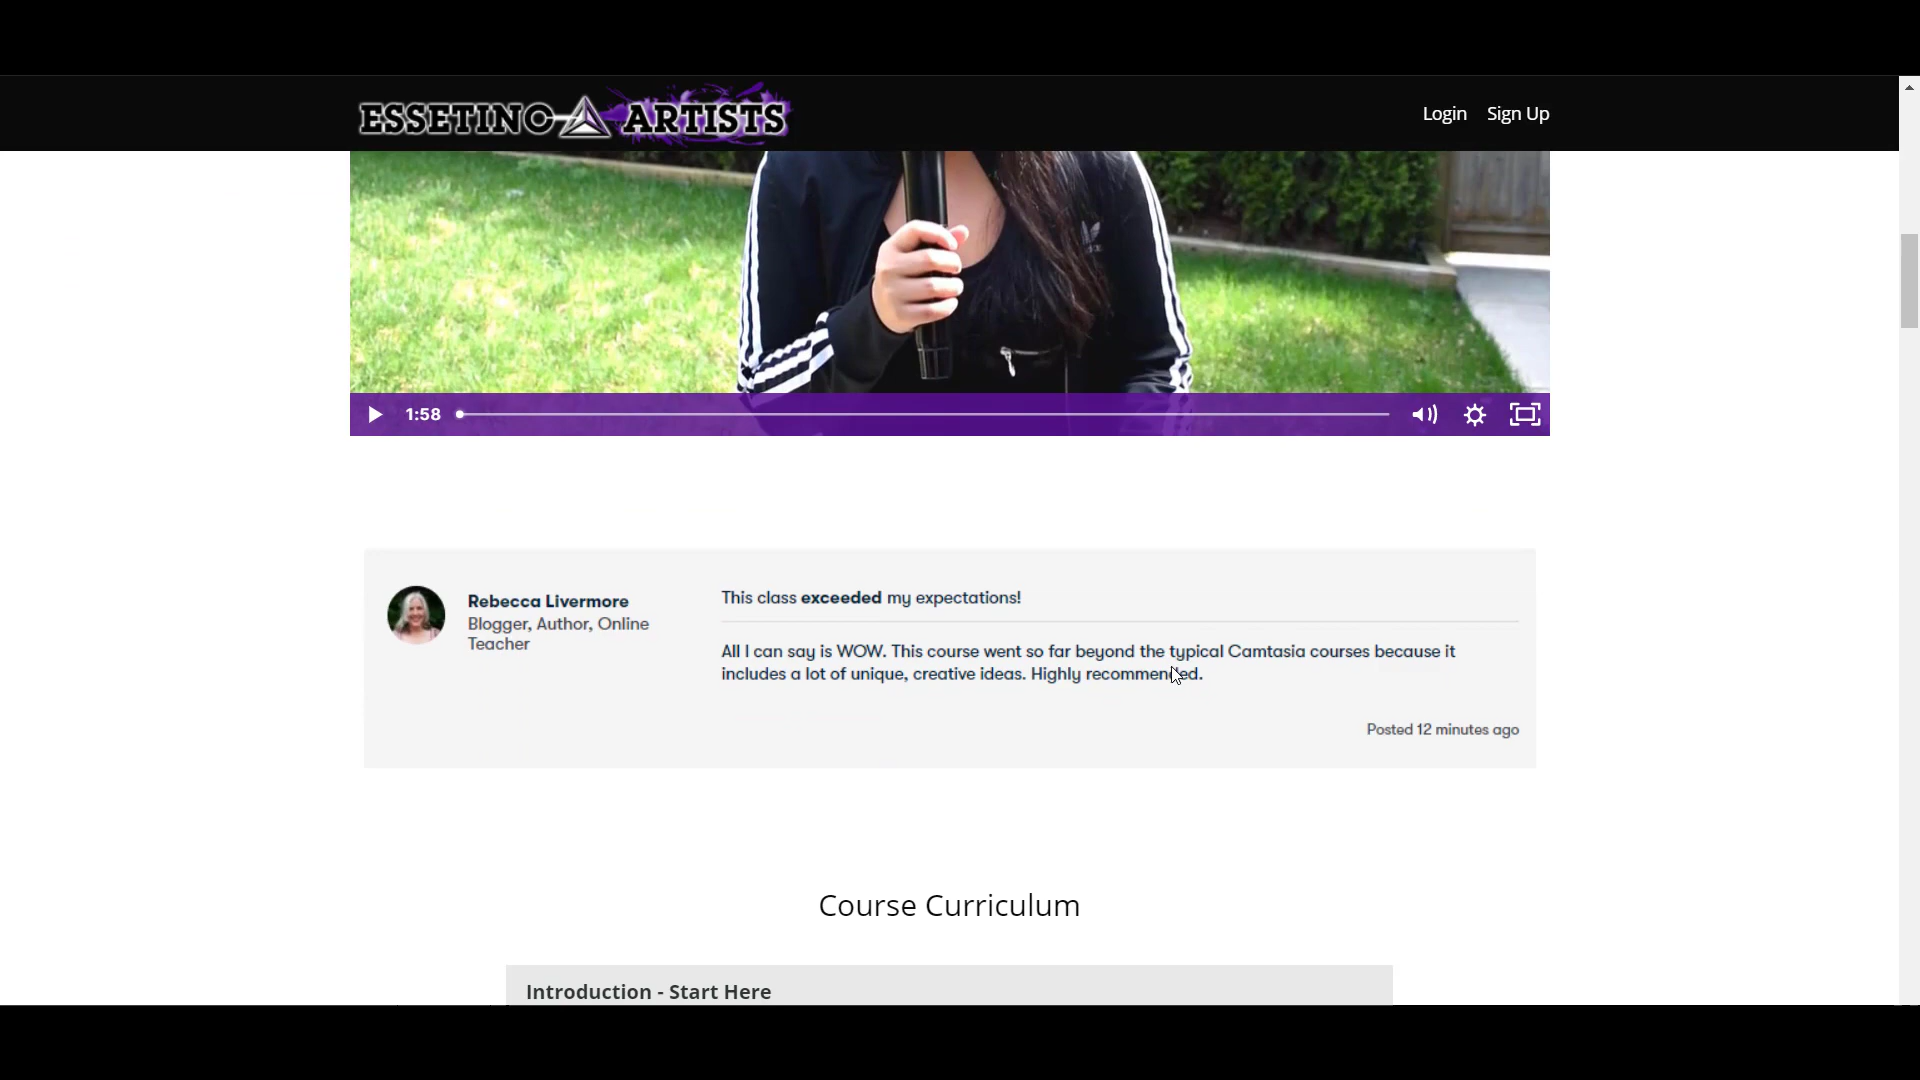 ESSETINO ARTISTS
Login Sign Up
1:58
Rebecca Livermore
Blogger, Author, Online
Teacher
This class exceeded my expectations!
All I can say is WOW. This course went so far beyond the typical Camtasia courses because it
includes a lot of unique, creative ideas. Highly recommended.
Posted 12 minutes ago
Course Curriculum
Introduction - Start Here